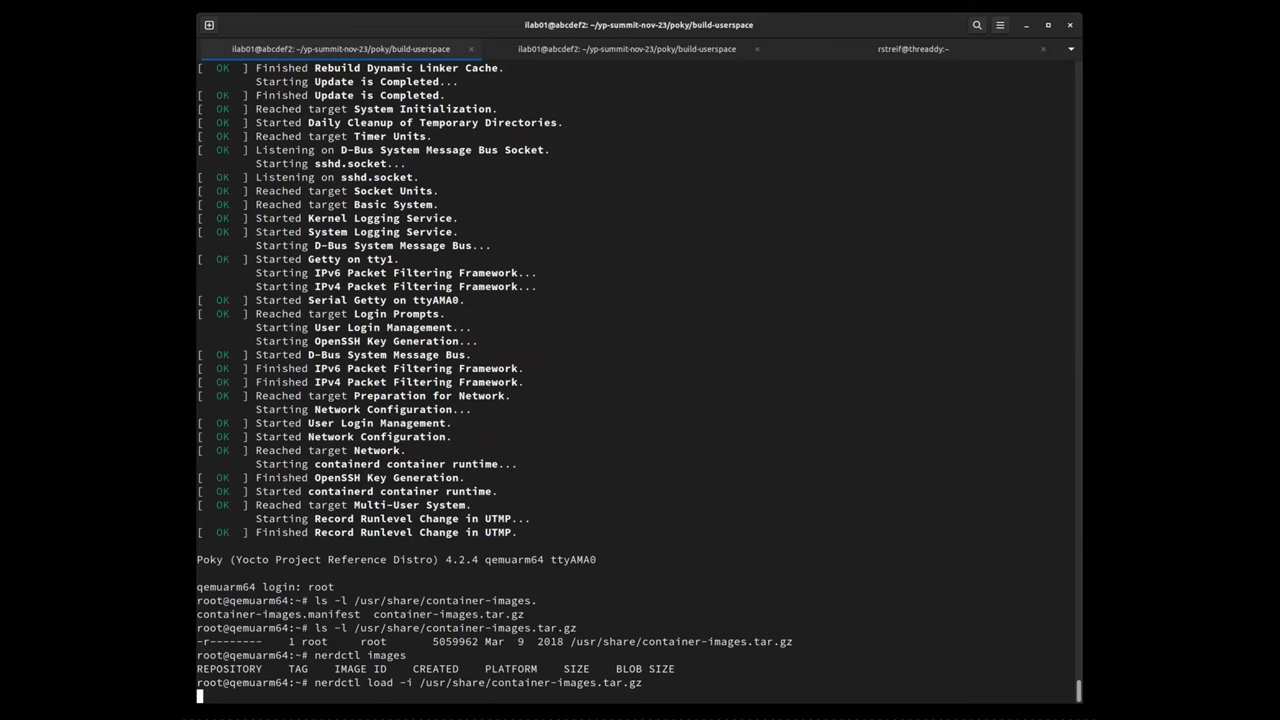 ilab01@abcdef2: ~/yp-summit-nov-23/poky/build-userspace
ilab01@abcdef2: ~/yp-summit-nov-23/poky/build-userspace × ilab01@abcdef2: ~/yp-summit-nov-23/poky/build-userspace × rstreif@threaddy:~ ×
[  OK  ] Finished Rebuild Dynamic Linker Cache.
         Starting Update is Completed...
[  OK  ] Finished Update is Completed.
[  OK  ] Reached target System Initialization.
[  OK  ] Started Daily Cleanup of Temporary Directories.
[  OK  ] Reached target Timer Units.
[  OK  ] Listening on D-Bus System Message Bus Socket.
         Starting sshd.socket...
[  OK  ] Listening on sshd.socket.
[  OK  ] Reached target Socket Units.
[  OK  ] Reached target Basic System.
[  OK  ] Started Kernel Logging Service.
[  OK  ] Started System Logging Service.
         Starting D-Bus System Message Bus...
[  OK  ] Started Getty on tty1.
         Starting IPv6 Packet Filtering Framework...
         Starting IPv4 Packet Filtering Framework...
[  OK  ] Started Serial Getty on ttyAMA0.
[  OK  ] Reached target Login Prompts.
         Starting User Login Management...
         Starting OpenSSH Key Generation...
[  OK  ] Started D-Bus System Message Bus.
[  OK  ] Finished IPv6 Packet Filtering Framework.
[  OK  ] Finished IPv4 Packet Filtering Framework.
[  OK  ] Reached target Preparation for Network.
         Starting Network Configuration...
[  OK  ] Started User Login Management.
[  OK  ] Started Network Configuration.
[  OK  ] Reached target Network.
         Starting containerd container runtime...
[  OK  ] Finished OpenSSH Key Generation.
[  OK  ] Started containerd container runtime.
[  OK  ] Reached target Multi-User System.
         Starting Record Runlevel Change in UTMP...
[  OK  ] Finished Record Runlevel Change in UTMP.
Poky (Yocto Project Reference Distro) 4.2.4 qemuarm64 ttyAMA0
qemuarm64 login: root
root@qemuarm64:~# ls -l /usr/share/container-images.
container-images.manifest  container-images.tar.gz
root@qemuarm64:~# ls -l /usr/share/container-images.tar.gz
-r--------  1 root    root       5059962 Mar  9  2018 /usr/share/container-images.tar.gz
root@qemuarm64:~# nerdctl images
REPOSITORY    TAG    IMAGE ID    CREATED    PLATFORM    SIZE    BLOB SIZE
root@qemuarm64:~# nerdctl load -i /usr/share/container-images.tar.gz